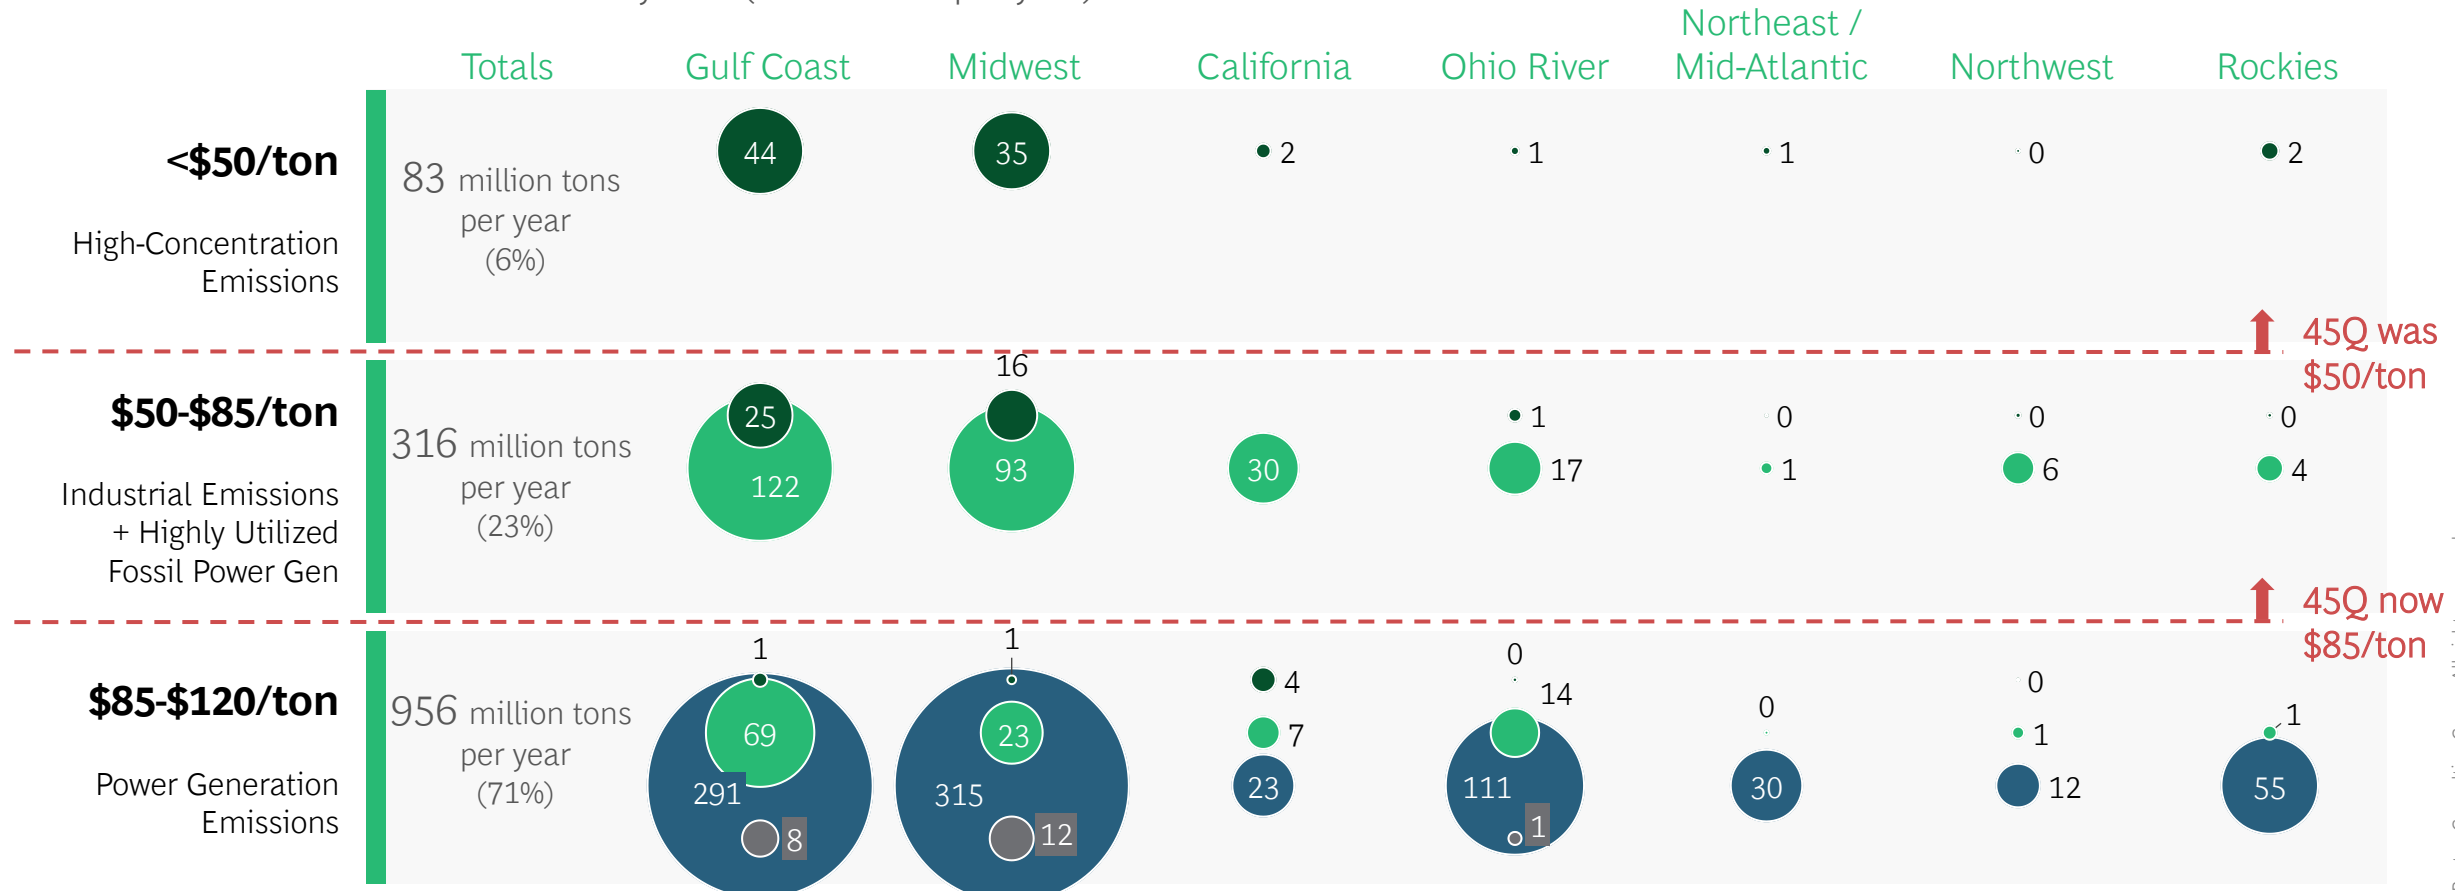 Northeast /
Totals Gulf Coast Midwest California Ohio River Mid-Atlantic Northwest Rockies
<$50/ton
High-Concentration
Emissions
83 million tons
per year
(6%)
44 35 2 1 1 0 2
45Q was
$50/ton
$50-$85/ton
Industrial Emissions
+ Highly Utilized
Fossil Power Gen
316 million tons
per year
(23%)
16
25 1 0 0 0
122 93 30 17 1 6 4
45Q now
$85/ton
$85-$120/ton
Power Generation
Emissions
956 million tons
per year
(71%)
1 1 4 0 0 0 1
69 23 7 14 1
291 315 23 111 30 12 55
8 12 1